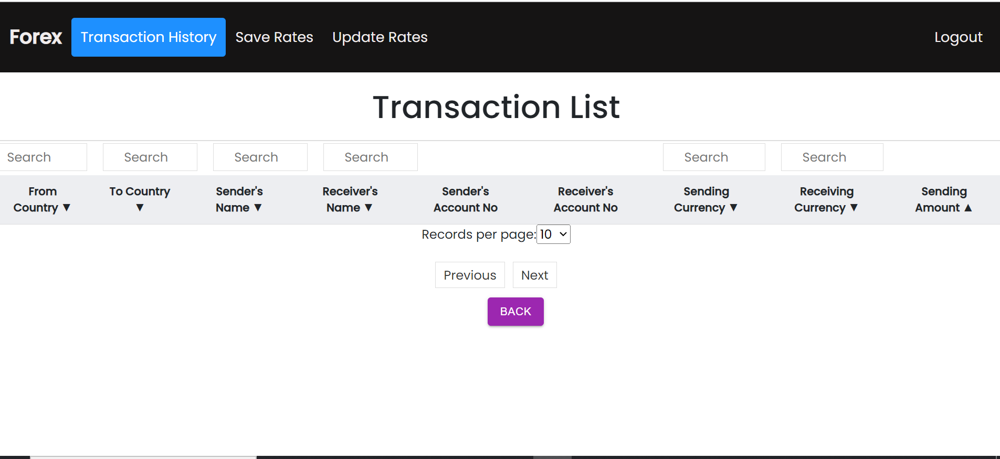 Forex Transaction History Save Rates Update Rates Logout
Transaction List
Search Search Search Search Search Search
From Country ▼
To Country ▼
Sender's Name ▼
Receiver's Name ▼
Sender's Account No
Receiver's Account No
Sending Currency ▼
Receiving Currency ▼
Sending Amount ▲
Records per page: 10
Previous Next
BACK